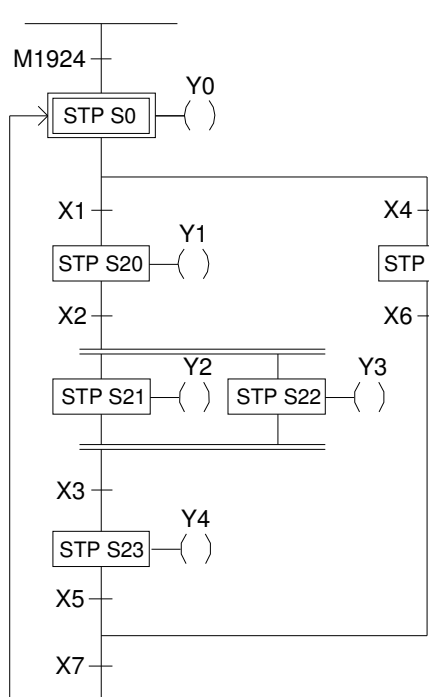 M1924
Y0
STP S0
X1
X4
Y1
STP S20
STP
X2
X6
Y2
Y3
STP S21
STP S22
X3
Y4
STP S23
X5
X7